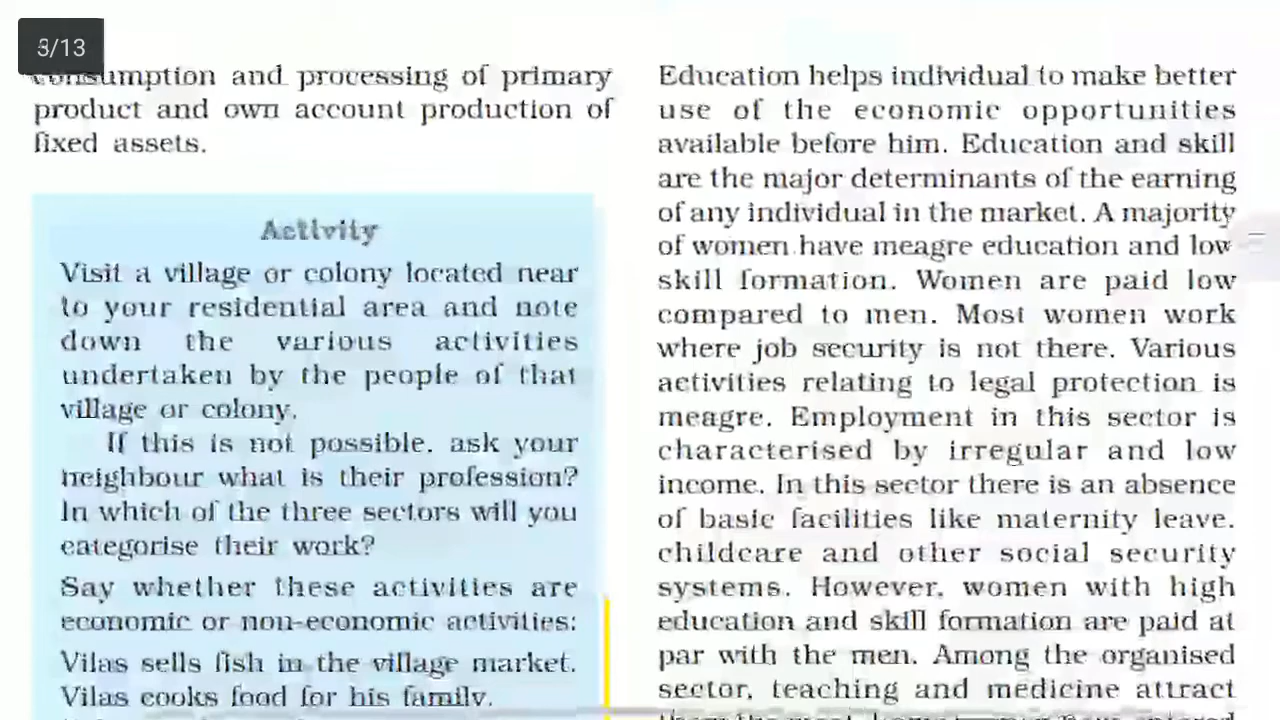 3/13
consumption and processing of primary
product and own account production of
fixed assets.
Activity
Visit a village or colony located near
to your residential area and note
down the various activities
undertaken by the people of that
village or colony.
If this is not possible, ask your
neighbour what is their profession?
In which of the three sectors will you
categorise their work?
Say whether these activities are
economic or non-economic activities:
Vilas sells fish in the village market.
Vilas cooks food for his family.
Education helps individual to make better
use of the economic opportunities
available before him. Education and skill
are the major determinants of the earning
of any individual in the market. A majority
of women have meagre education and low
skill formation. Women are paid low
compared to men. Most women work
where job security is not there. Various
activities relating to legal protection is
meagre. Employment in this sector is
characterised by irregular and low
income. In this sector there is an absence
of basic facilities like maternity leave,
childcare and other social security
systems. However, women with high
education and skill formation are paid at
par with the men. Among the organised
sector, teaching and medicine attract